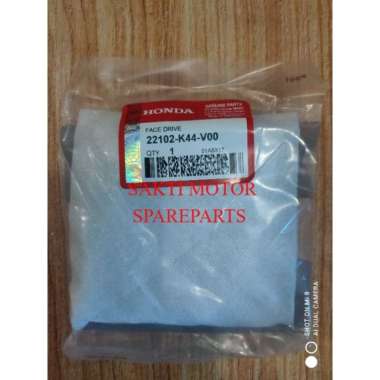 HONDA
GENUINE PARTS
FACE DRIVE
22102-K44-V00
QTY 1
SAKTI MOTOR
SPAREPARTS
SHOT ON MI 8
AI DUAL CAMERA